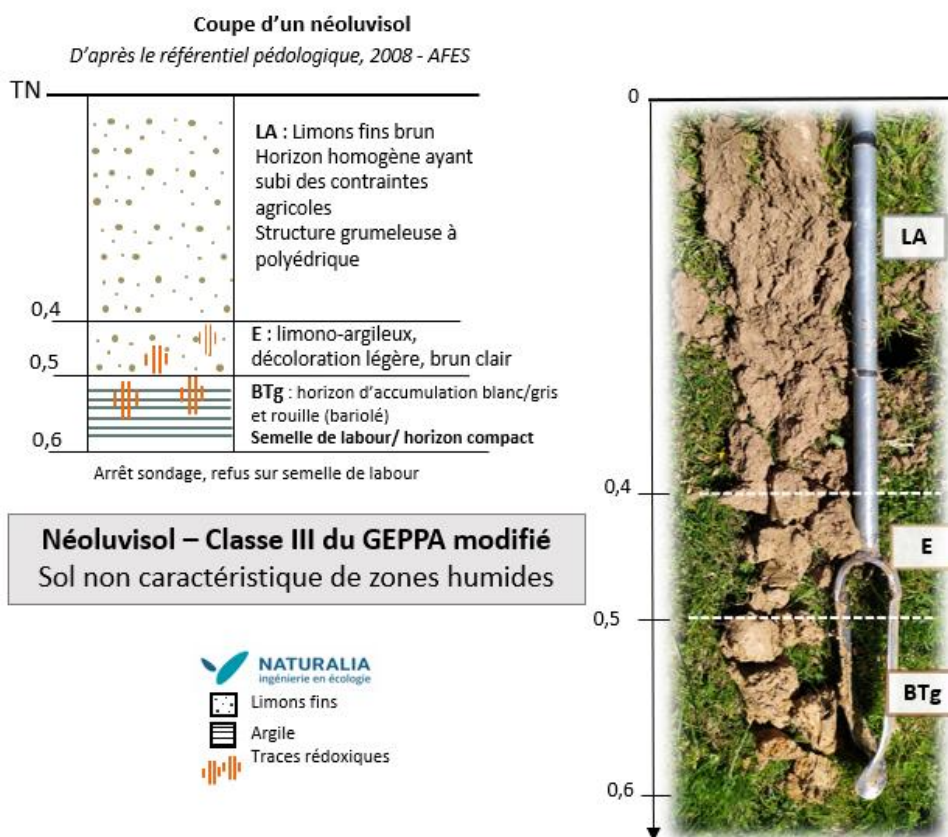 Coupe d'un néoluvisol
D'après le référentiel pédologique, 2008 - AFES
TN
LA : Limons fins brun
Horizon homogène ayant
subi des contraintes
agricoles
Structure grumeleuse à
polyédrique
0,4
E : limono-argileux,
décoloration légère, brun clair
0,5
BTg : horizon d'accumulation blanc/gris
et rouille (bariolé)
Semelle de labour/ horizon compact
0,6
Arrêt sondage, refus sur semelle de labour
Néoluvisol – Classe III du GEPPA modifié
Sol non caractéristique de zones humides
NATURALIA
ingénierie en écologie
Limons fins
Argile
Traces rédoxiques
0
LA
0,4
E
0,5
BTg
0,6